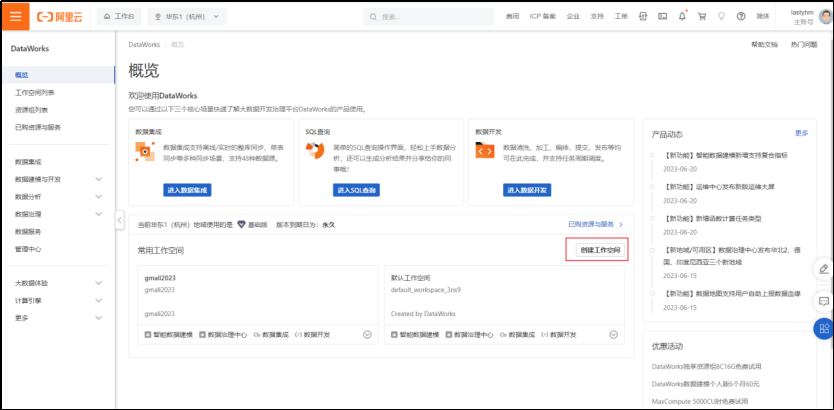 阿里云
工作台
华东1（杭州）
搜索...
费用
ICP 备案
企业
支持
工单
简体
lastyhm
主账号
DataWorks
概览
工作空间列表
资源组列表
已购资源与服务
数据集成
数据建模与开发
数据分析
数据治理
数据服务
管理中心
大数据体验
计算引擎
更多
DataWorks / 概览
帮助文档
热门问题
概览
欢迎使用DataWorks
您可以通过以下三个核心场景快速了解大数据开发治理平台DataWorks的产品使用。
数据集成
数据集成支持离线/实时的整库同步、单表
同步等多种同步场景，支持48种数据源。
进入数据集成
SQL查询
简单的SQL查询操作界面，轻松上手数据分
析，还可以生成分析结果并分享给你的同
事啦！
进入SQL查询
数据开发
数据清洗、加工、编排、提交、发布等均
可在此完成，并支持任务周期调度。
进入数据开发
当前华东1（杭州）地域使用的是 基础版 版本到期日为：永久
已购资源与服务
常用工作空间
创建工作空间
gmall2023
gmall2023
gmall2023
智能数据建模 数据治理中心 数据集成 数据开发
默认工作空间
default_workspace_3ns9
Created by DataWorks
智能数据建模 数据治理中心 数据集成 数据开发
产品动态
更多
【新功能】智能数据建模新增支持复合指标
2023-06-20
【新功能】运维中心发布新版运维大屏
2023-06-20
【新功能】新增函数计算任务类型
2023-06-20
【新地域/可用区】数据治理中心发布华北2、德
国、印度尼西亚三个新地域
2023-06-15
【新功能】数据地图支持用户自助上报数据血缘
2023-06-15
优惠活动
DataWorks独享资源组8C16G免费试用
DataWorks数据建模个人版6个月60元
MaxCompute 5000CU时免费试用